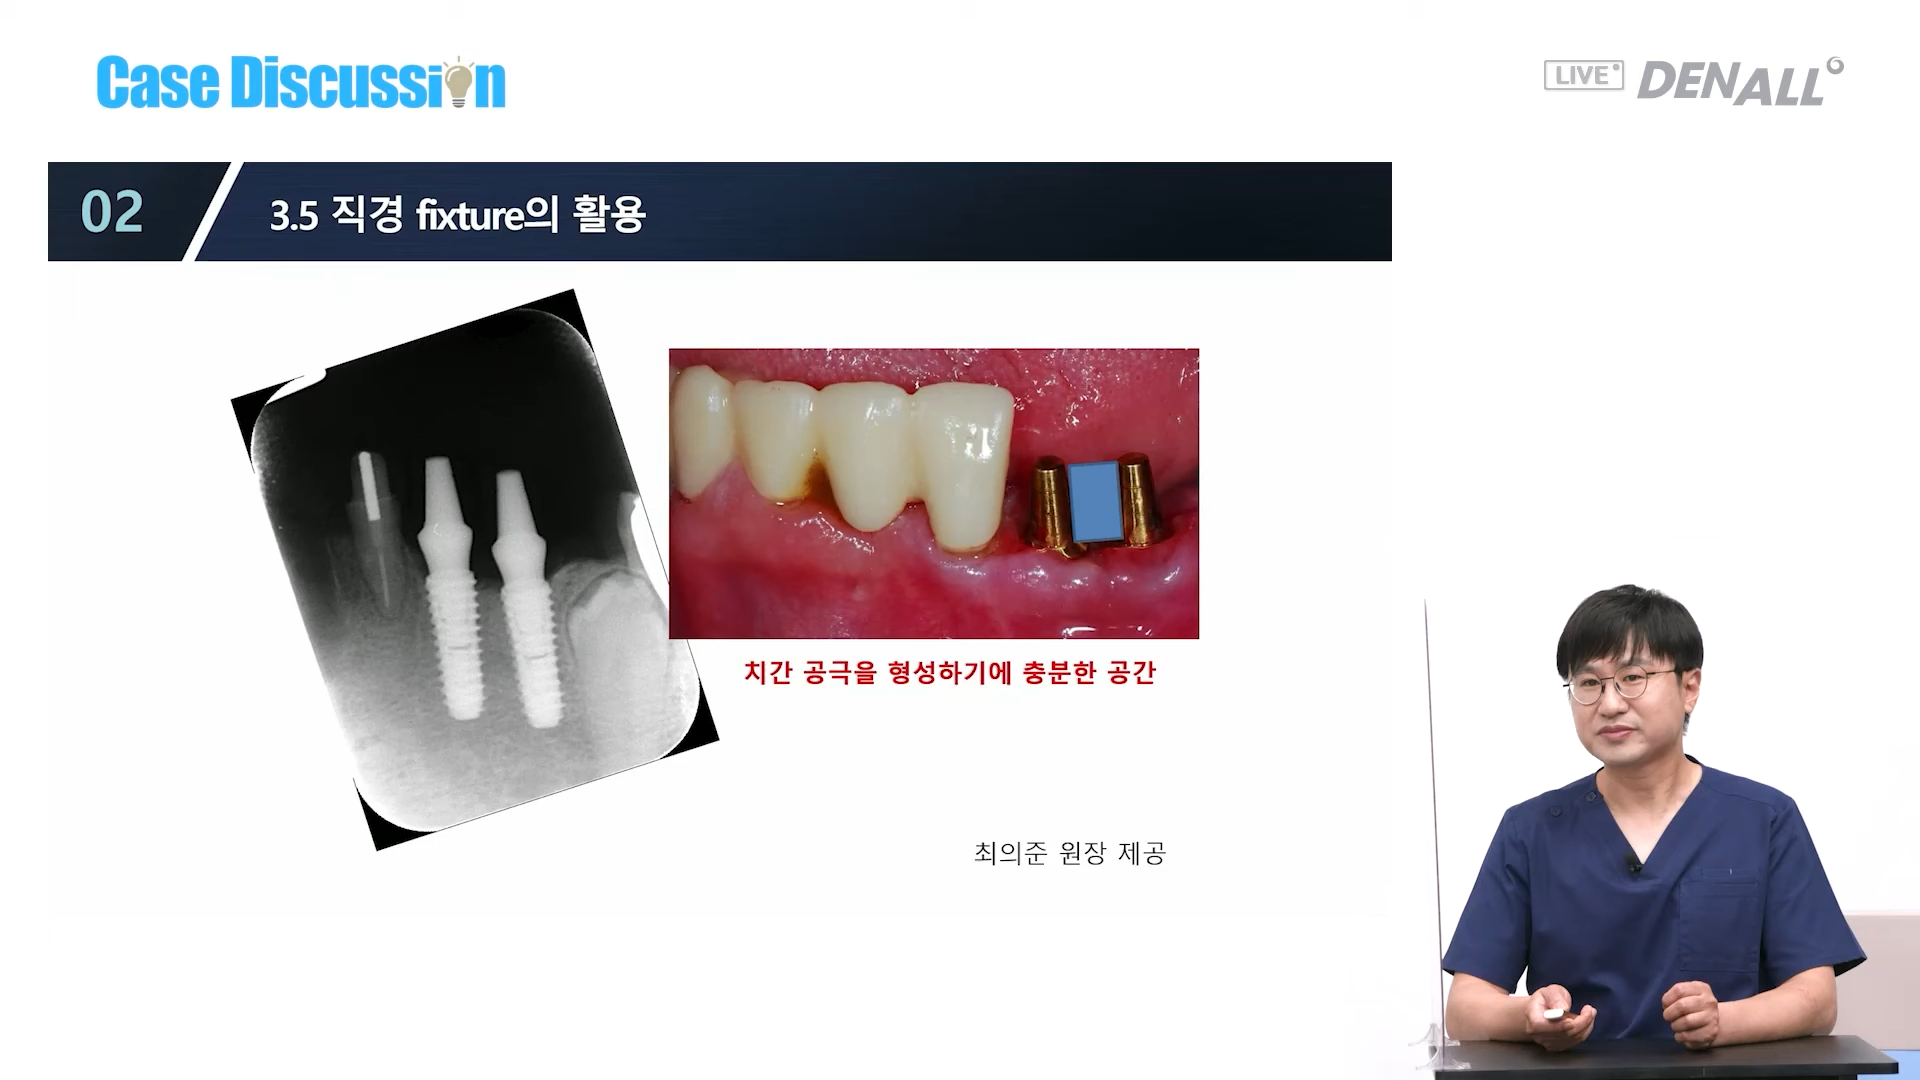 Case Discussion
LIVE DENALL
02
3.5 직경 fixture의 활용
치간 공극을 형성하기에 충분한 공간
최의준 원장 제공